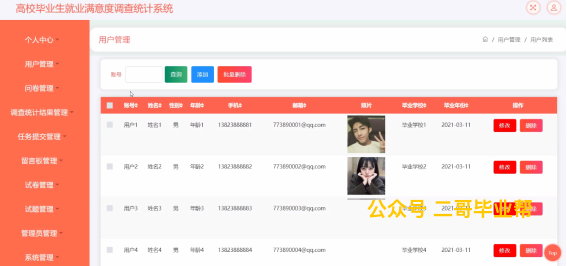 高校毕业生就业满意度调查统计系统
个人中心
用户管理
问卷管理
调查统计结果管理
任务提交管理
留言板管理
试卷管理
试题管理
管理员管理
系统管理
用户管理
/ 用户管理 / 用户列表
账号 查询 添加 批量删除
账号 姓名 性别 年龄 手机 邮箱 照片 毕业学校 毕业年份 操作
用户1 姓名1 男 年龄1 13823888881 773890001@qq.com 毕业学校1 2021-03-11 修改 删除
用户2 姓名2 男 年龄2 13823888882 773890002@qq.com 毕业学校2 2021-03-11 修改 删除
用户3 姓名3 男 年龄3 13823888883 773890003@qq.com 删除
公众号 二哥毕业帮
用户4 姓名4 男 年龄4 13823888884 773890004@qq.com 毕业学校4 2021-03-11 修改 删除
Top